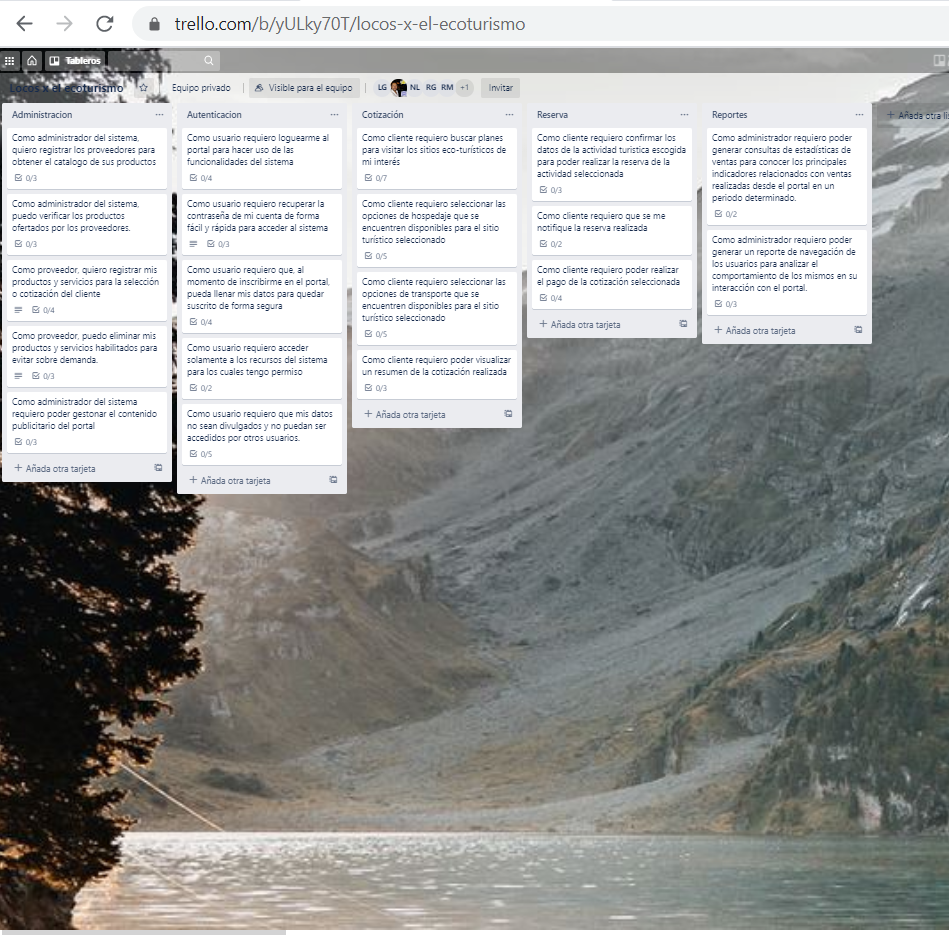 trello.com/b/yULky70T/locos-x-el-ecoturismo
Tableros
Locos x el ecoturismo
Equipo privado
Visible para el equipo
LG
NL
RG
RM
+1
Invitar
Administracion
Como administrador del sistema,
quiero registrar los proveedores para
obtener el catalogo de sus productos
0/3
Como administrador del sistema,
puedo verificar los productos
ofertados por los proveedores.
0/3
Como proveedor, quiero registrar mis
productos y servicios para la selección
o cotización del cliente
0/4
Como proveedor, puedo eliminar mis
productos y servicios habilitados para
evitar sobre demanda.
0/3
Como administrador del sistema
requiero poder gestonar el contenido
publicitario del portal
0/3
+ Añada otra tarjeta
Autenticacion
Como usuario requiero loguearme al
portal para hacer uso de las
funcionalidades del sistema
0/4
Como usuario requiero recuperar la
contraseña de mi cuenta de forma
fácil y rápida para acceder al sistema
0/3
Como usuario requiero que, al
momento de inscribirme en el portal,
pueda llenar mis datos para quedar
suscrito de forma segura
0/4
Como usuario requiero acceder
solamente a los recursos del sistema
para los cuales tengo permiso
0/2
Como usuario requiero que mis datos
no sean divulgados y no puedan ser
accedidos por otros usuarios.
0/5
+ Añada otra tarjeta
Cotización
Como cliente requiero buscar planes
para visitar los sitios eco-turísticos de
mi interés
0/7
Como cliente requiero seleccionar las
opciones de hospedaje que se
encuentren disponibles para el sitio
turístico seleccionado
0/5
Como cliente requiero seleccionar las
opciones de transporte que se
encuentren disponibles para el sitio
turístico seleccionado
0/5
Como cliente requiero poder visualizar
un resumen de la cotización realizada
0/3
+ Añada otra tarjeta
Reserva
Como cliente requiero confirmar los
datos de la actividad turistica escogida
para poder realizar la reserva de la
actividad seleccionada
0/3
Como cliente requiero que se me
notifique la reserva realizada
0/2
Como cliente requiero poder realizar
el pago de la cotización seleccionada
0/4
+ Añada otra tarjeta
Reportes
Como administrador requiero poder
generar consultas de estadísticas de
ventas para conocer los principales
indicadores relacionados con ventas
realizadas desde el portal en un
periodo determinado.
0/2
Como administrador requiero poder
generar un reporte de navegación de
los usuarios para analizar el
comportamiento de los mismos en su
interacción con el portal.
0/3
+ Añada otra tarjeta
+ Añada otra lis